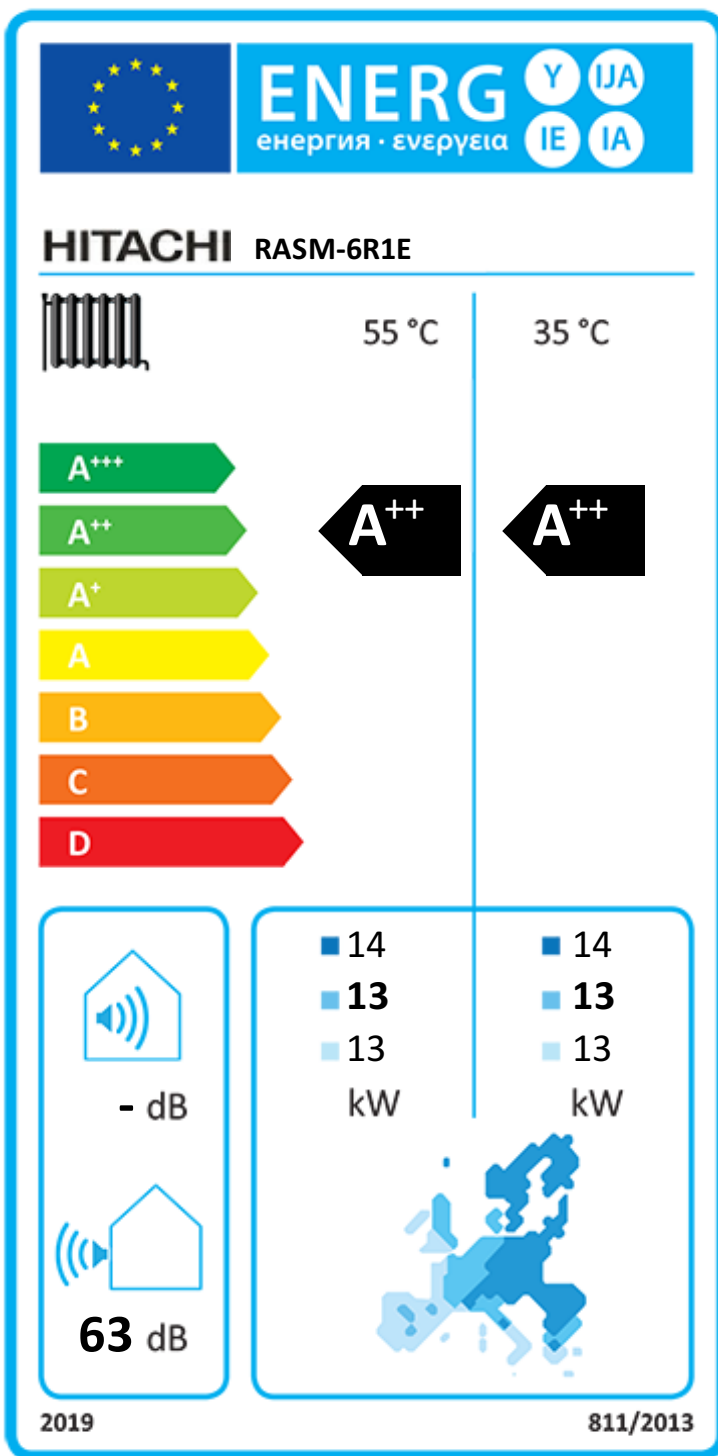 ENERG Y IJA
енергия · ενεργεια IE IA
HITACHI RASM-6R1E
55 °C 35 °C
A+++
A++ A++ A++
A+
A
B
C
D
14 14
13 13
13 13
- dB kW kW
63 dB
2019 811/2013